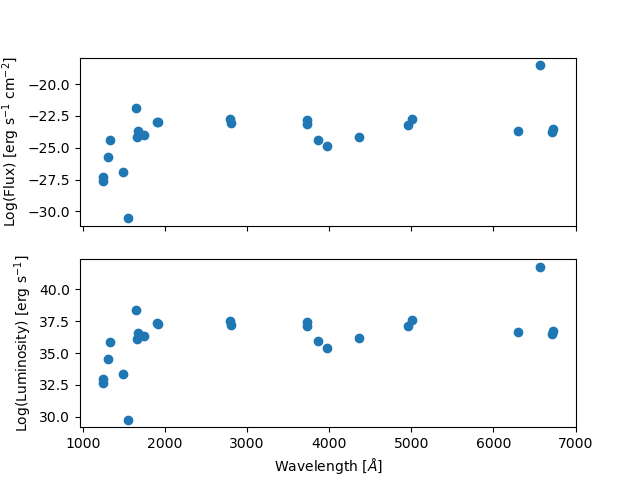 Log(Flux) [erg s⁻¹ cm⁻²]
−20.0
−22.5
−25.0
−27.5
−30.0
Log(Luminosity) [erg s⁻¹]
40.0
37.5
35.0
32.5
30.0
1000 2000 3000 4000 5000 6000 7000
Wavelength [Å]